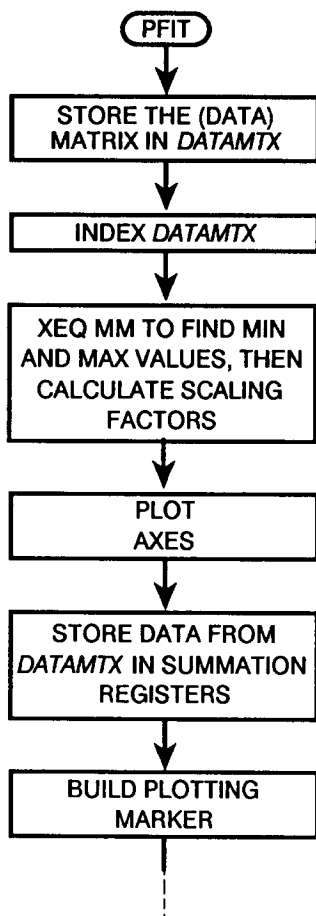 PFIT
STORE THE (DATA)
MATRIX IN DATAMTX
INDEX DATAMTX
XEQ MM TO FIND MIN
AND MAX VALUES, THEN
CALCULATE SCALING
FACTORS
PLOT
AXES
STORE DATA FROM
DATAMTX IN SUMMATION
REGISTERS
BUILD PLOTTING
MARKER